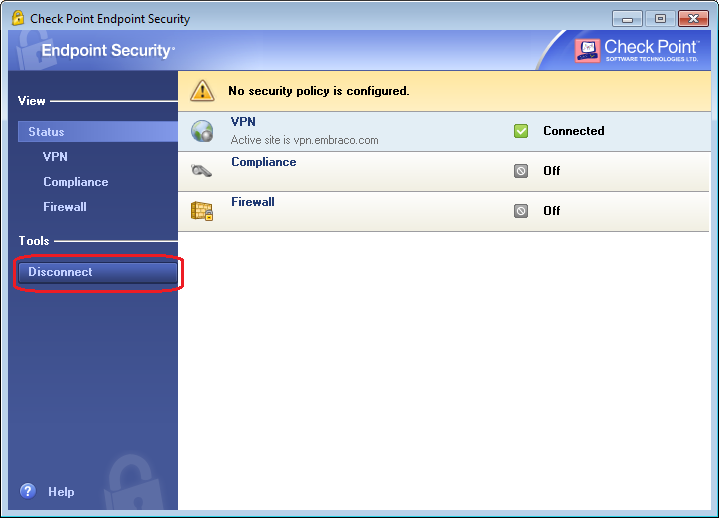 Check Point Endpoint Security
Endpoint Security
Check Point
SOFTWARE TECHNOLOGIES LTD.
View
Status
VPN
Compliance
Firewall
Tools
Disconnect
Help
No security policy is configured.
VPN
Active site is vpn.embraco.com
Connected
Compliance
Off
Firewall
Off